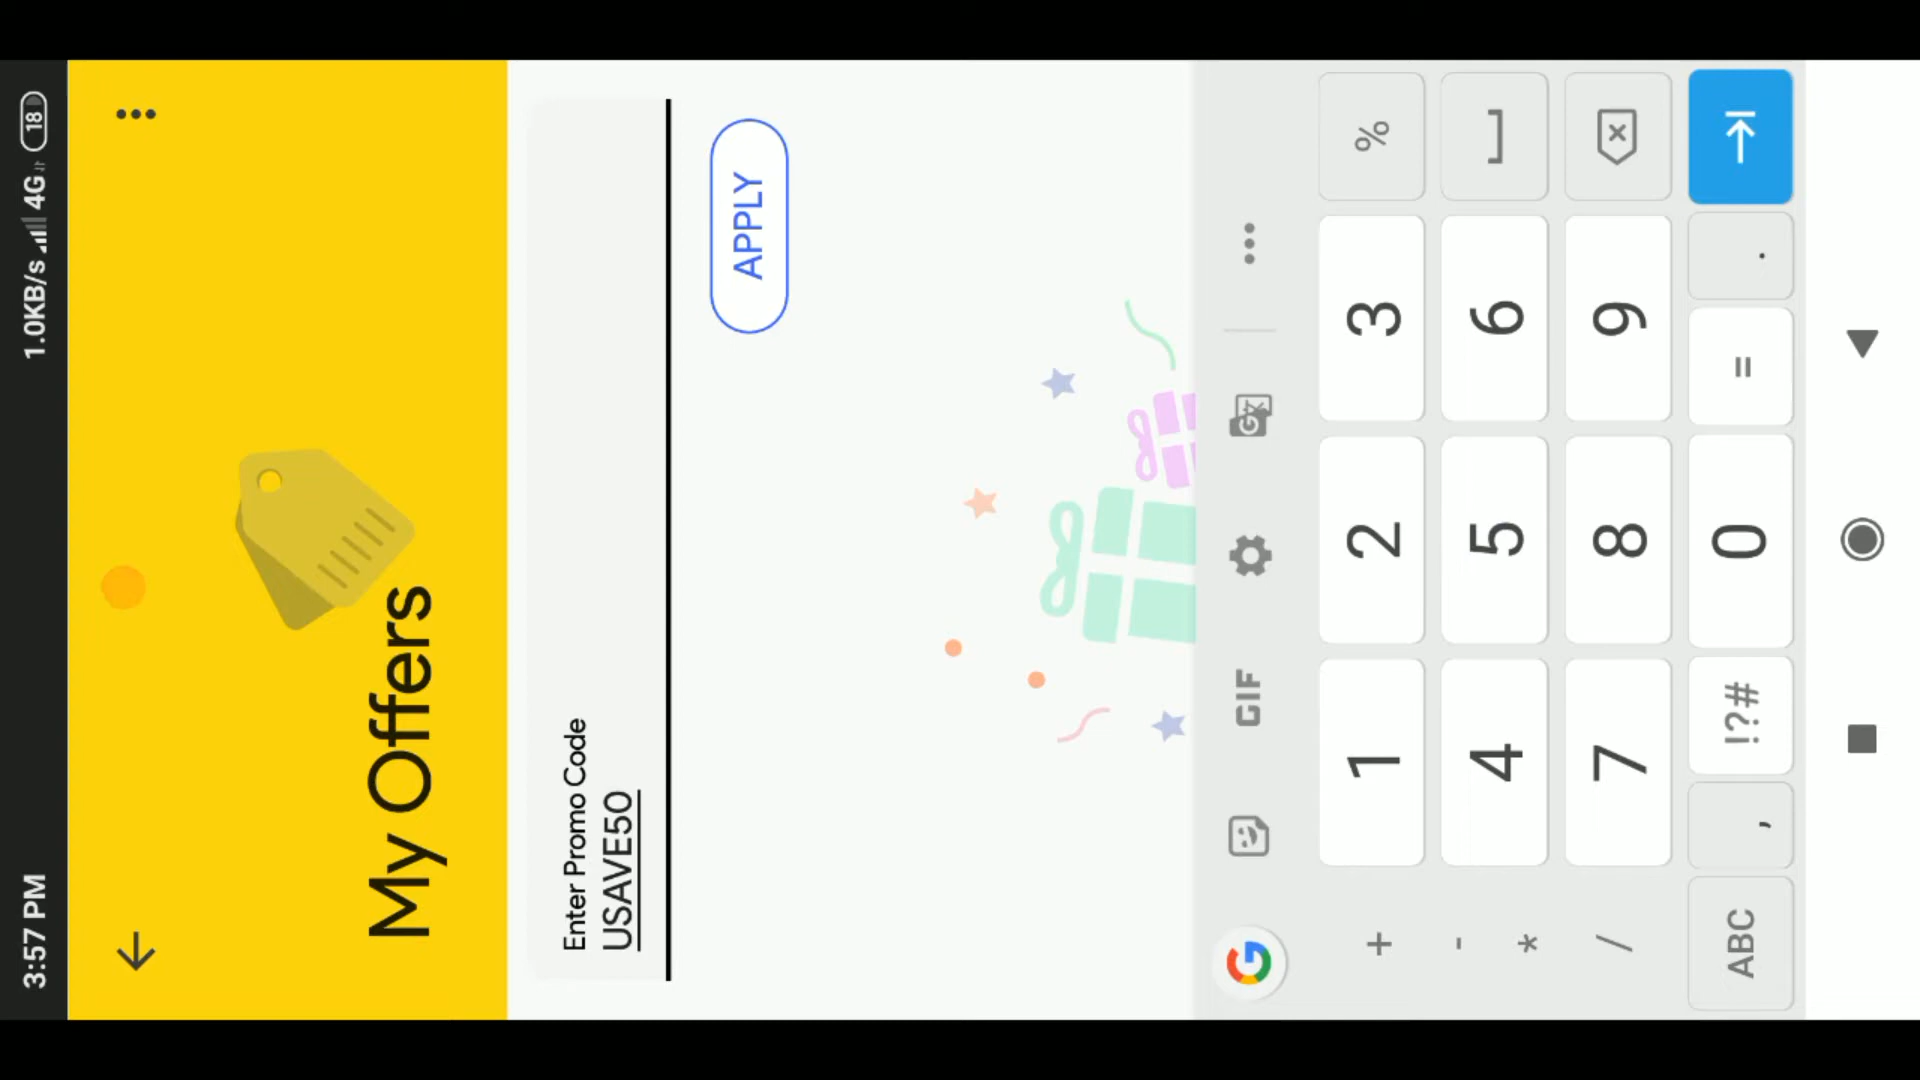 3:57 PM 1.0KB/s 4G 18
My Offers
Enter Promo Code
USAVE50
APPLY
GIF
+ 1 2 3 %
- * 4 5 6
/ 7 8 9
ABC , !?# 0 = .